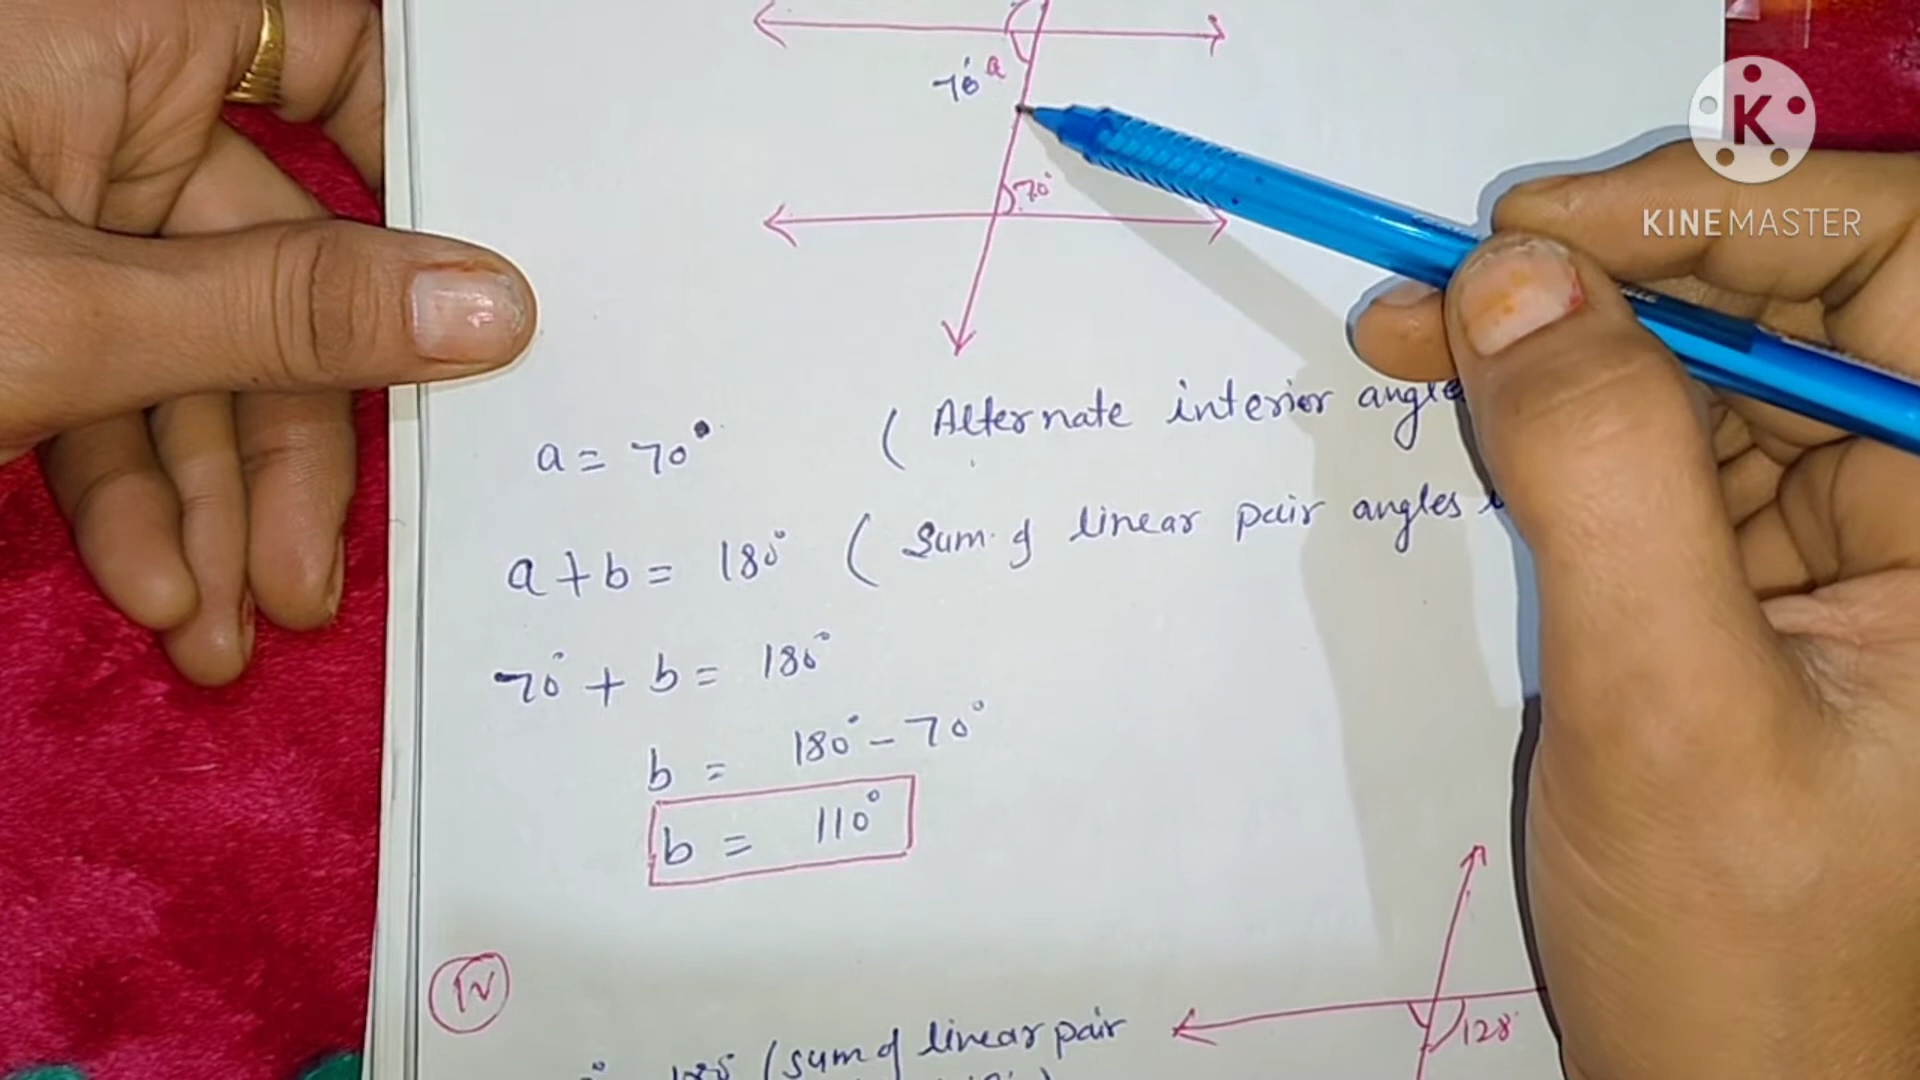 K
KINEMASTER
70° a
70°
a = 70° (Alternate interior angle
a + b = 180° (Sum of linear pair angles
70° + b = 180°
b = 180° - 70°
b = 110°
IV
128°
(sum of linear pair